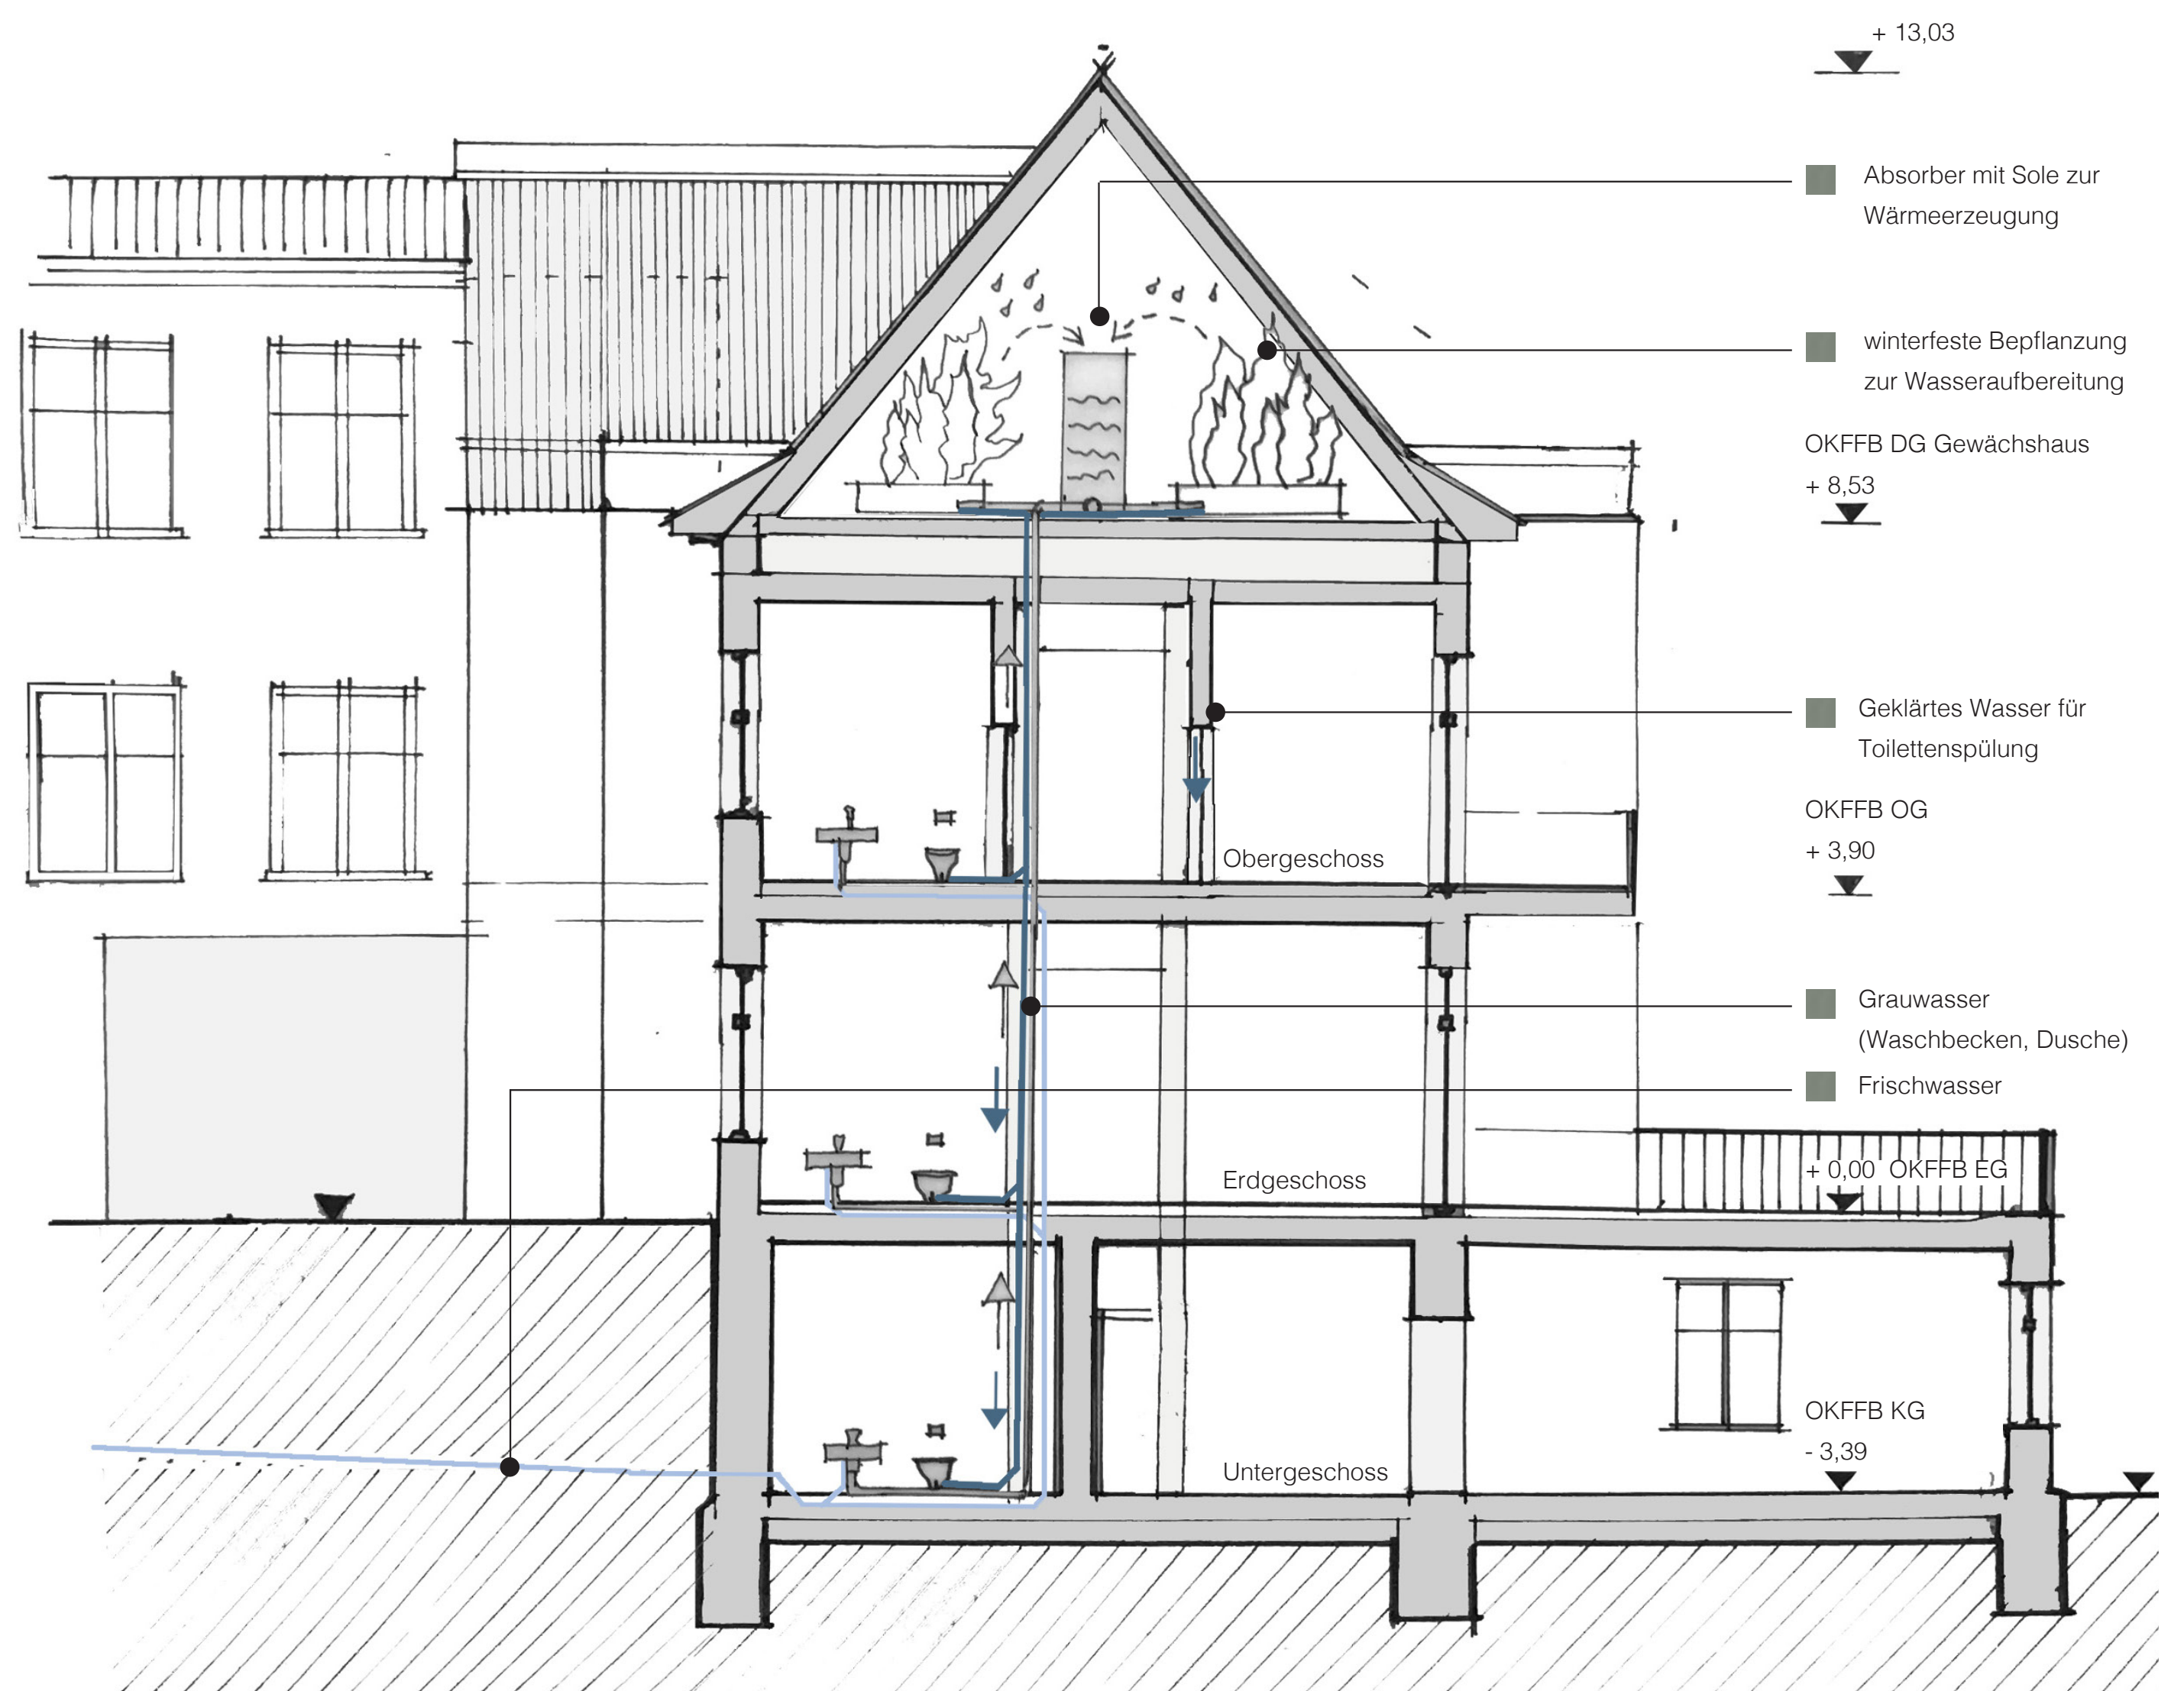 + 13,03
Absorber mit Sole zur
Wärmeerzeugung
winterfeste Bepflanzung
zur Wasseraufbereitung
OKFFB DG Gewächshaus
+ 8,53
Geklärtes Wasser für
Toilettenspülung
OKFFB OG
+ 3,90
Obergeschoss
Grauwasser
(Waschbecken, Dusche)
Frischwasser
+ 0,00 OKFFB EG
Erdgeschoss
OKFFB KG
- 3,39
Untergeschoss